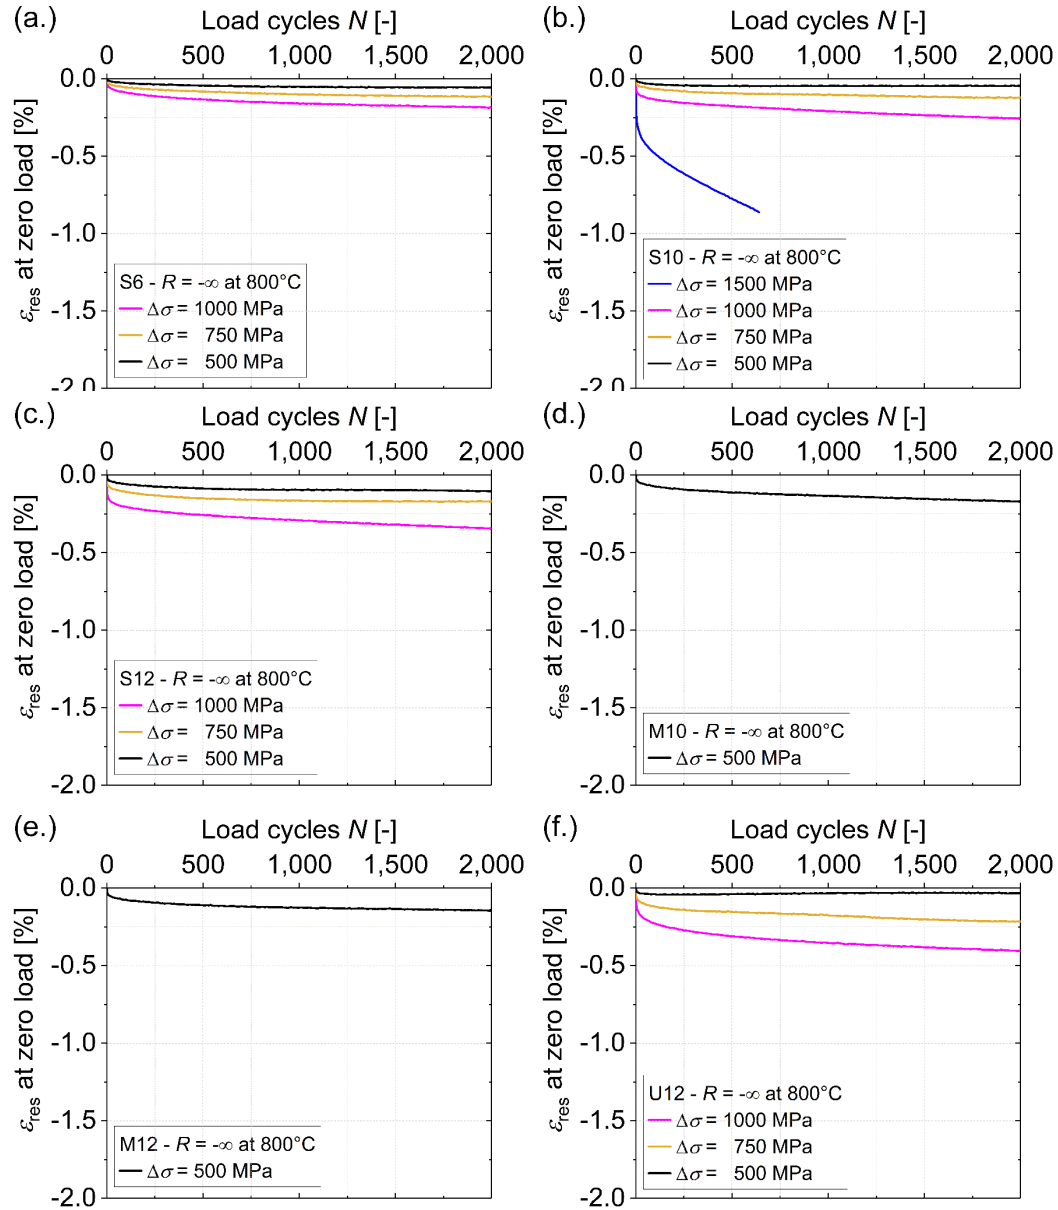 (a.)
Load cycles N [-]
0 500 1,000 1,500 2,000
0.0
-0.5
-1.0
-1.5
-2.0
εres at zero load [%]
S6 - R = -∞ at 800°C
Δσ = 1000 MPa
Δσ = 750 MPa
Δσ = 500 MPa
(b.)
Load cycles N [-]
0 500 1,000 1,500 2,000
0.0
-0.5
-1.0
-1.5
-2.0
εres at zero load [%]
S10 - R = -∞ at 800°C
Δσ = 1500 MPa
Δσ = 1000 MPa
Δσ = 750 MPa
Δσ = 500 MPa
(c.)
Load cycles N [-]
0 500 1,000 1,500 2,000
0.0
-0.5
-1.0
-1.5
-2.0
εres at zero load [%]
S12 - R = -∞ at 800°C
Δσ = 1000 MPa
Δσ = 750 MPa
Δσ = 500 MPa
(d.)
Load cycles N [-]
0 500 1,000 1,500 2,000
0.0
-0.5
-1.0
-1.5
-2.0
εres at zero load [%]
M10 - R = -∞ at 800°C
Δσ = 500 MPa
(e.)
Load cycles N [-]
0 500 1,000 1,500 2,000
0.0
-0.5
-1.0
-1.5
-2.0
εres at zero load [%]
M12 - R = -∞ at 800°C
Δσ = 500 MPa
(f.)
Load cycles N [-]
0 500 1,000 1,500 2,000
0.0
-0.5
-1.0
-1.5
-2.0
εres at zero load [%]
U12 - R = -∞ at 800°C
Δσ = 1000 MPa
Δσ = 750 MPa
Δσ = 500 MPa